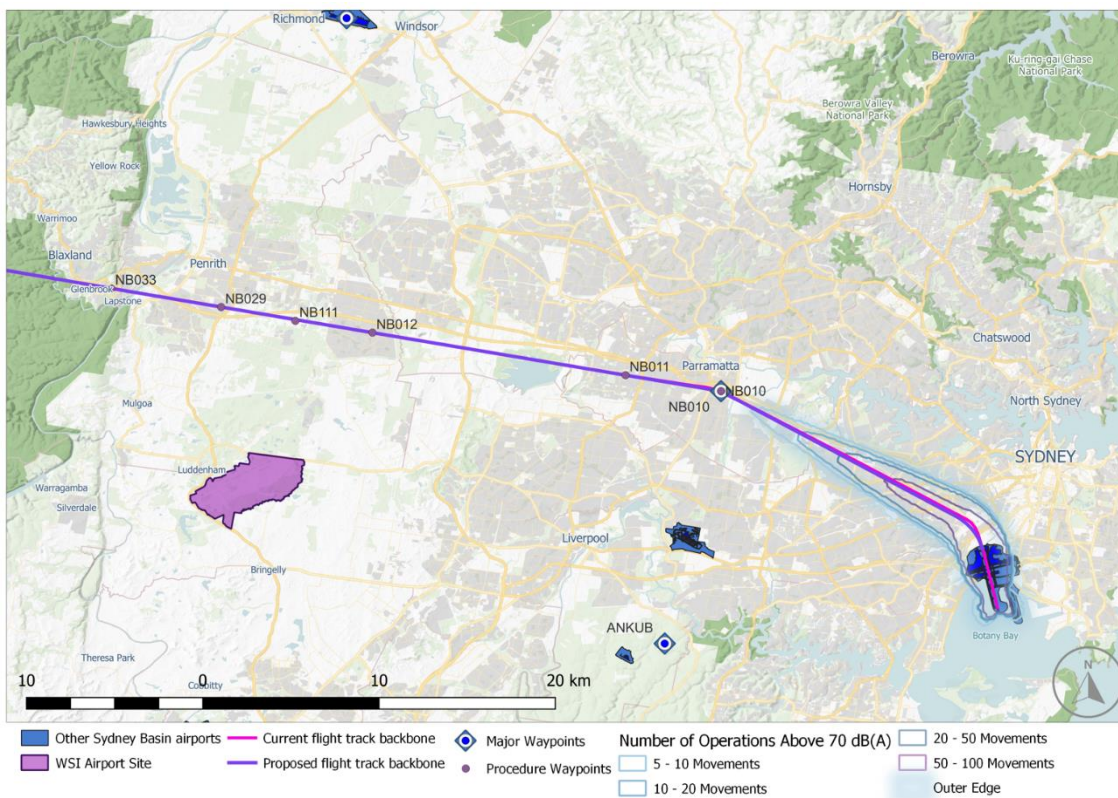 Richmond
Windsor
Berowra
Ku-ring-gai Chase
National Park
Berowra Valley
National Park
Hawkesbury Heights
Yellow Rock
Hornsby
Warrimoo
Blaxland
Penrith
NB033
Glenbrook
Lapstone
NB029
NB111
NB012
Chatswood
Parramatta
NB011
NB010
NB010
North Sydney
Mulgoa
SYDNEY
Luddenham
Warragamba
Silverdale
Liverpool
Bringelly
ANKUB
Botany Bay
Theresa Park
Cobbitty
N
10 0 10 20 km
Other Sydney Basin airports
WSI Airport Site
Current flight track backbone
Proposed flight track backbone
Major Waypoints
Procedure Waypoints
Number of Operations Above 70 dB(A)
5 - 10 Movements
10 - 20 Movements
20 - 50 Movements
50 - 100 Movements
Outer Edge